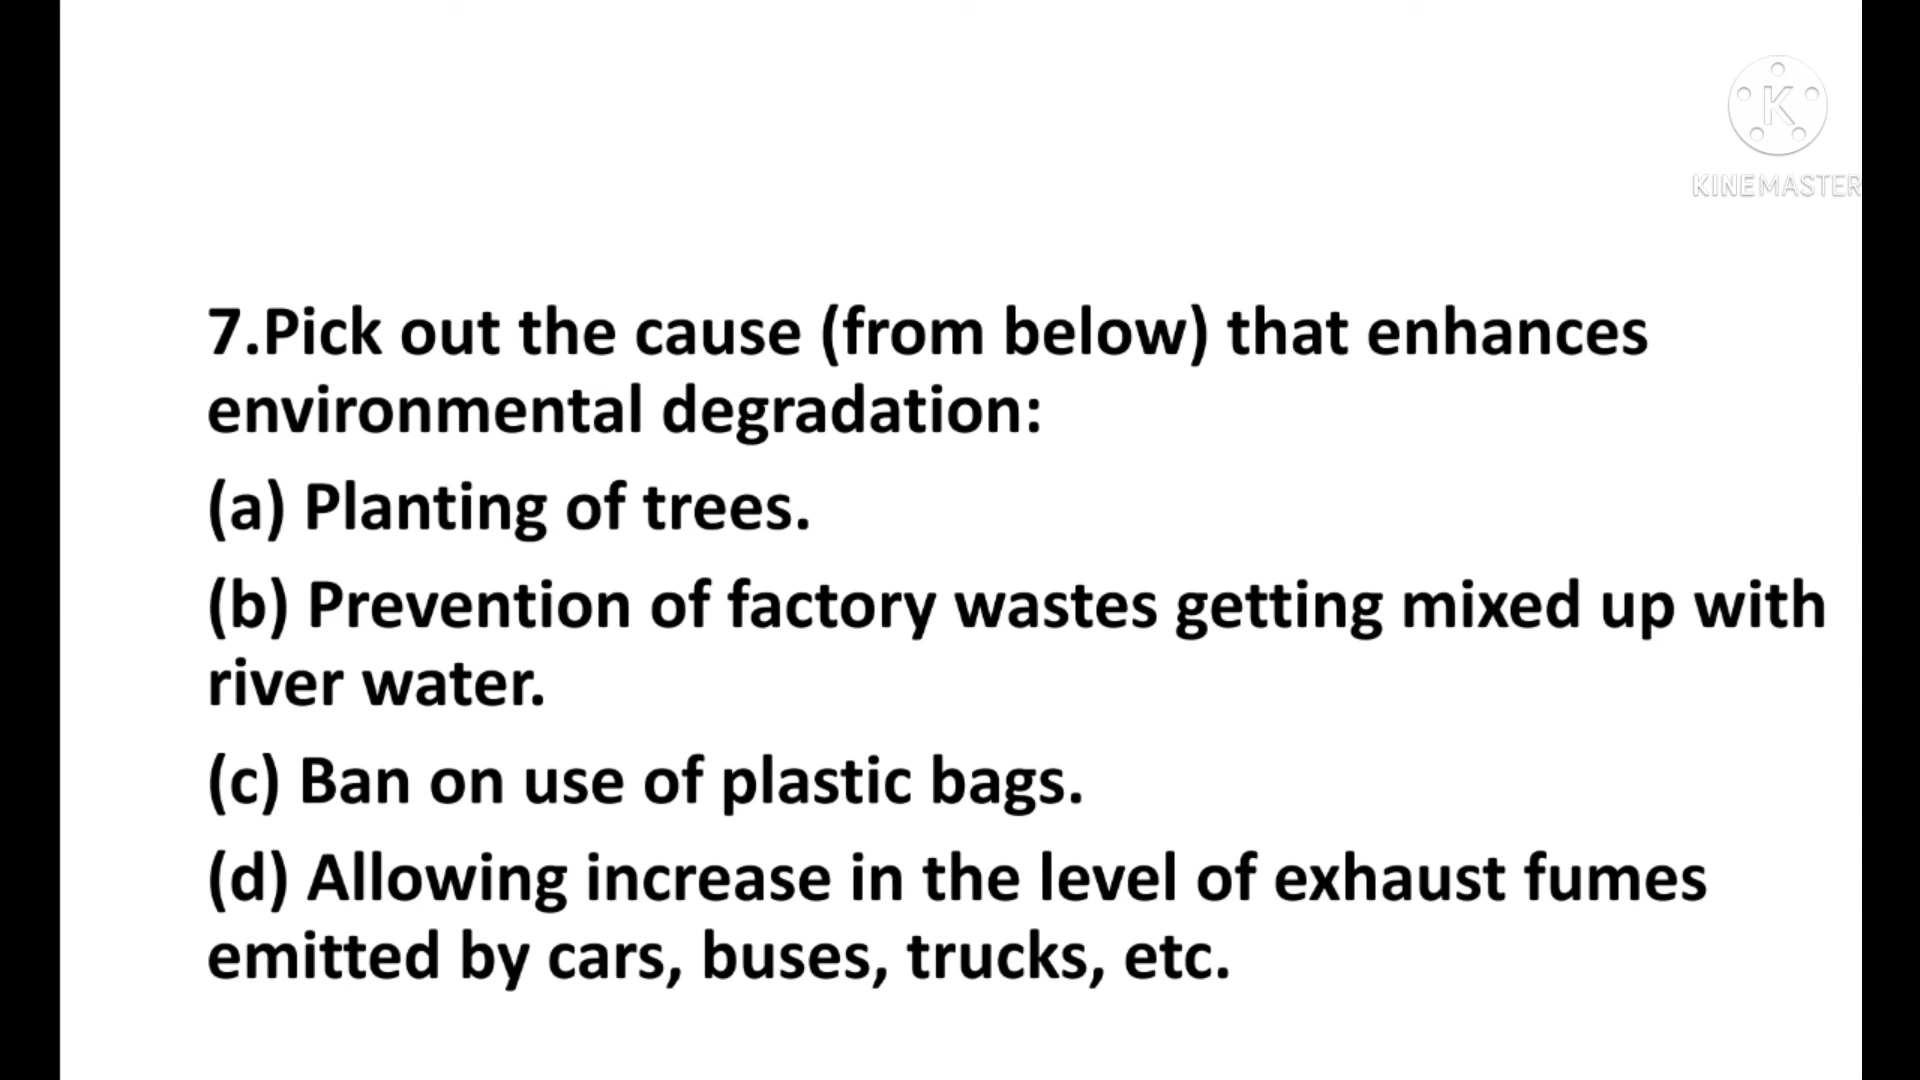 K
KINEMASTER
7.Pick out the cause (from below) that enhances
environmental degradation:
(a) Planting of trees.
(b) Prevention of factory wastes getting mixed up with
river water.
(c) Ban on use of plastic bags.
(d) Allowing increase in the level of exhaust fumes
emitted by cars, buses, trucks, etc.